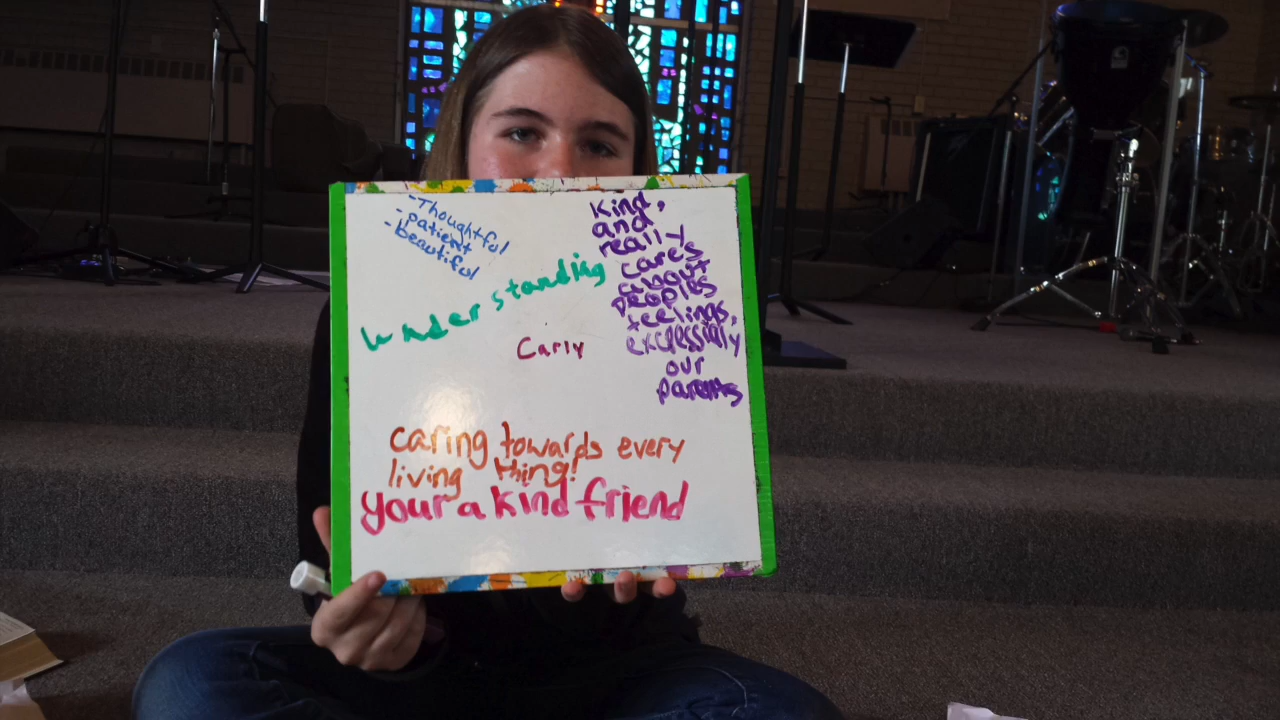 -Thoughtful
-patient
-beautiful
Kind,
and
really
cares
about
peoples
feelings,
excessially
our
parents
understanding
Carly
caring towards every
living thing!
your a kind friend